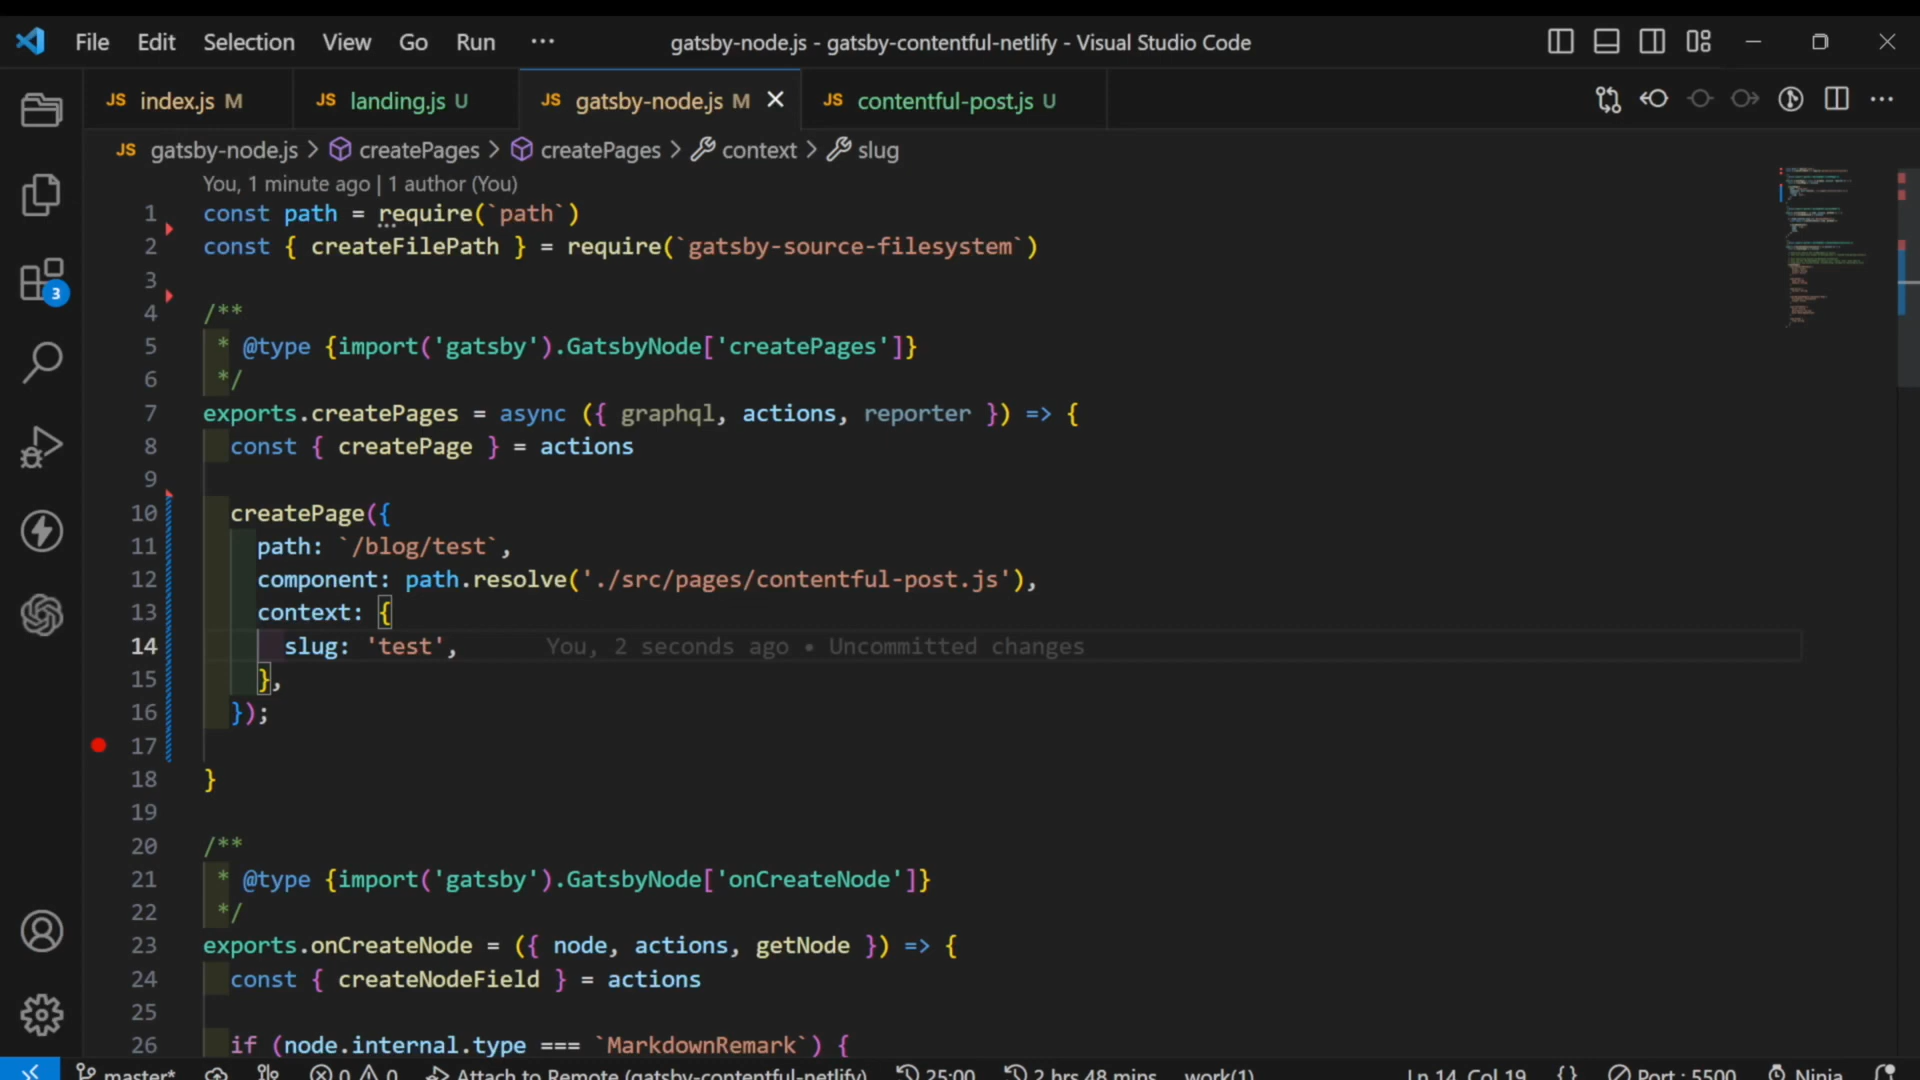 File Edit Selection View Go Run ··· gatsby-node.js - gatsby-contentful-netlify - Visual Studio Code
JS index.js M JS landing.js U JS gatsby-node.js M JS contentful-post.js U
JS gatsby-node.js > createPages > createPages > context > slug
You, 1 minute ago | 1 author (You)
1 const path = require(`path`)
2 const { createFilePath } = require(`gatsby-source-filesystem`)
3
4 /**
5 * @type {import('gatsby').GatsbyNode['createPages']}
6 */
7 exports.createPages = async ({ graphql, actions, reporter }) => {
8 const { createPage } = actions
9
10 createPage({
11 path: `/blog/test`,
12 component: path.resolve('./src/pages/contentful-post.js'),
13 context: {
14 slug: 'test', You, 2 seconds ago • Uncommitted changes
15 },
16 });
17
18 }
19
20 /**
21 * @type {import('gatsby').GatsbyNode['onCreateNode']}
22 */
23 exports.onCreateNode = ({ node, actions, getNode }) => {
24 const { createNodeField } = actions
25
26 if (node.internal.type === `MarkdownRemark`) {
3
master* 0 0 Attach to Remote (gatsby-contentful-netlify) 25:00 2 hrs 48 mins work(1) Ln 14, Col 19 {} Port : 5500 Ninja